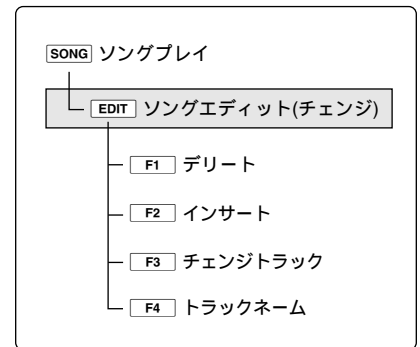 SONG ソングプレイ
EDIT ソングエディット(チェンジ)
F1 デリート
F2 インサート
F3 チェンジトラック
F4 トラックネーム